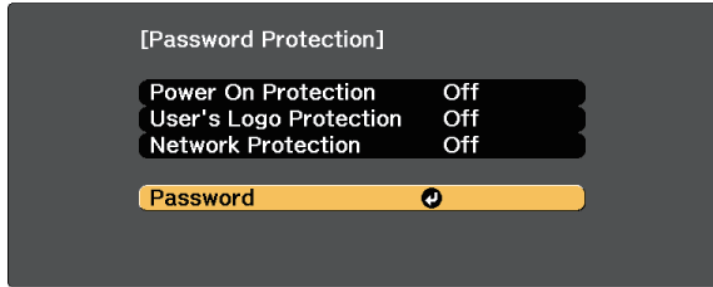 [Password Protection]
Power On Protection Off
User's Logo Protection Off
Network Protection Off
Password